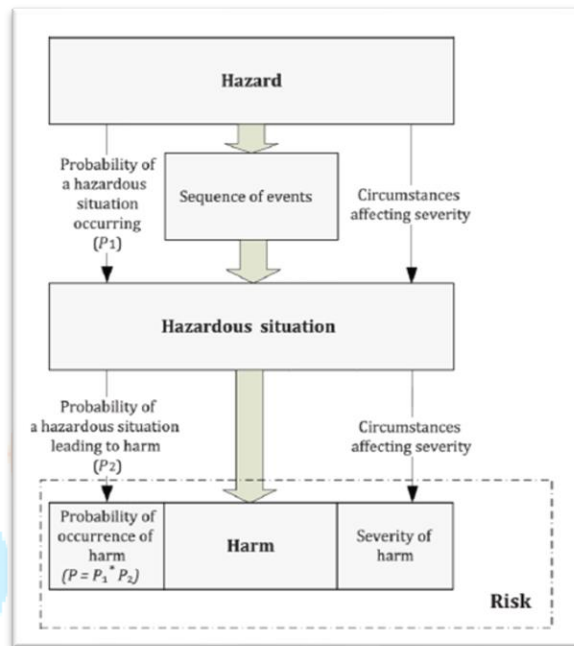 Hazard
Probability of
a hazardous
situation
occurring
(P1)
Sequence of events
Circumstances
affecting severity
Hazardous situation
Probability of
a hazardous situation
leading to harm
(P2)
Circumstances
affecting severity
Probability of
occurrence of
harm
(P = P₁* P₂)
Harm
Severity of
harm
Risk